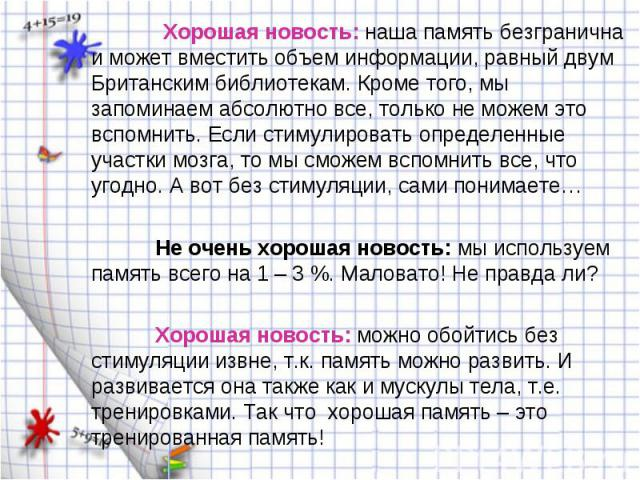 4+15=19
Хорошая новость: наша память безгранична
и может вместить объем информации, равный двум
Британским библиотекам. Кроме того, мы
запоминаем абсолютно все, только не можем это
вспомнить. Если стимулировать определенные
участки мозга, то мы сможем вспомнить все, что
угодно. А вот без стимуляции, сами понимаете…
Не очень хорошая новость: мы используем
память всего на 1 – 3 %. Маловато! Не правда ли?
Хорошая новость: можно обойтись без
стимуляции извне, т.к. память можно развить. И
развивается она также как и мускулы тела, т.е.
тренировками. Так что хорошая память – это
тренированная память!